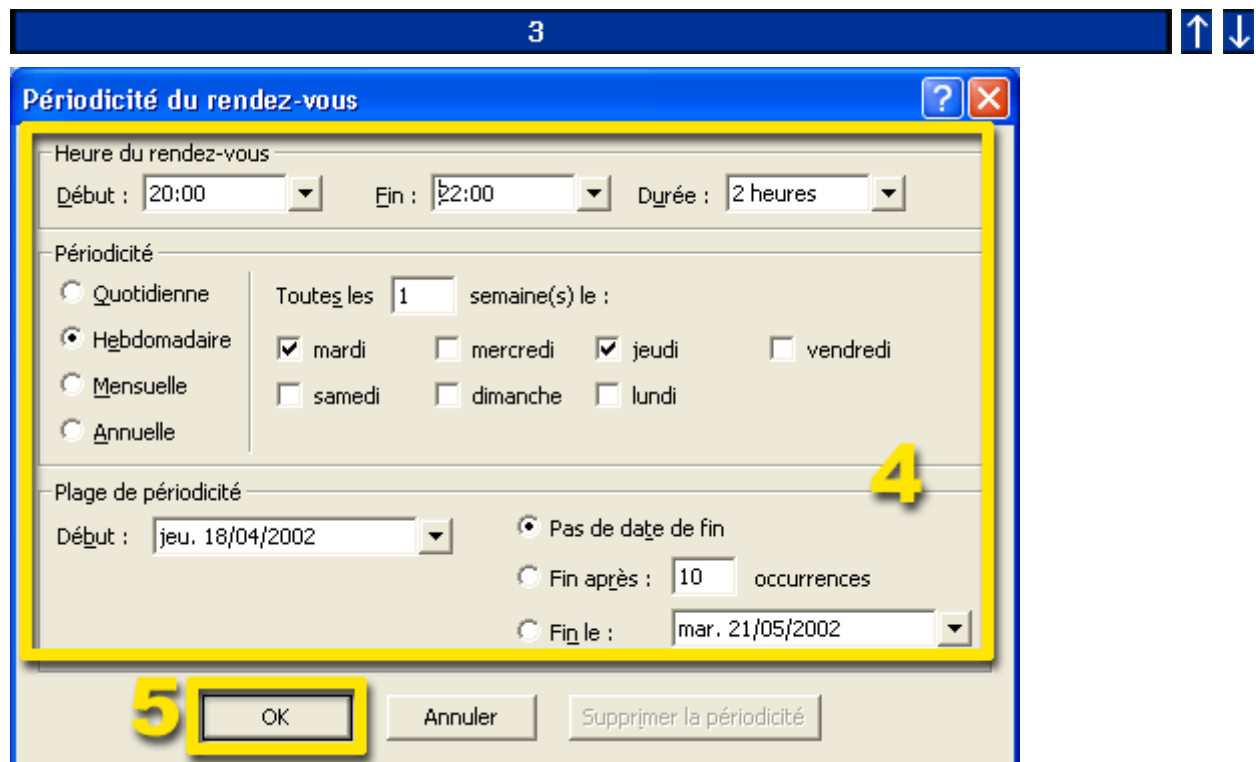 3 ↑ ↓
Périodicité du rendez-vous
Heure du rendez-vous
Début : 20:00 Fin : 22:00 Durée : 2 heures
Périodicité
Quotidienne Toutes les 1 semaine(s) le :
Hebdomadaire mardi mercredi jeudi vendredi
Mensuelle samedi dimanche lundi
Annuelle
4
Plage de périodicité
Début : jeu. 18/04/2002 Pas de date de fin
Fin après : 10 occurrences
Fin le : mar. 21/05/2002
5 OK Annuler Supprimer la périodicité